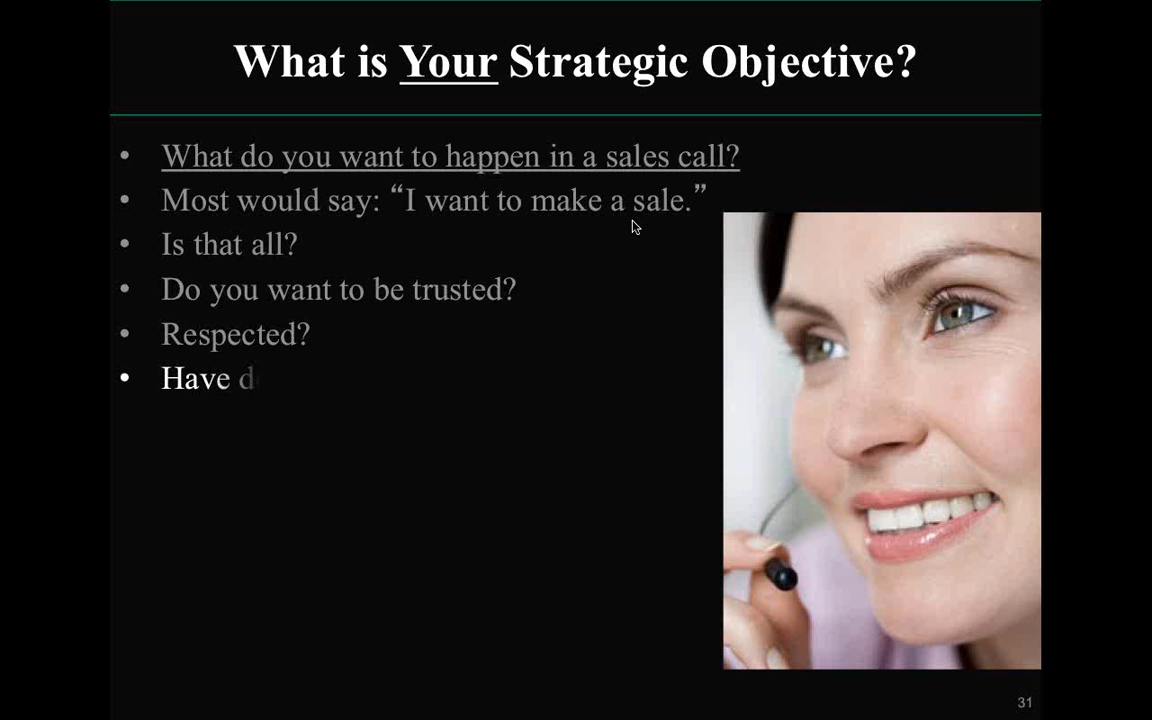 What is Your Strategic Objective?
• What do you want to happen in a sales call?
• Most would say: “I want to make a sale.”
• Is that all?
• Do you want to be trusted?
• Respected?
• Have d
31